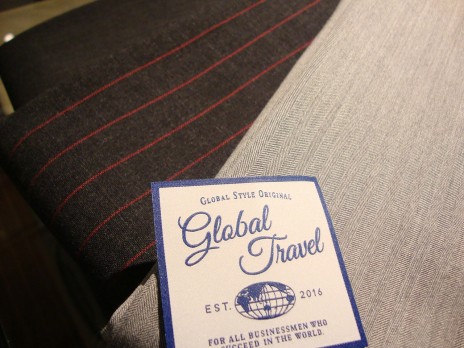 GLOBAL STYLE ORIGINAL
Global
Travel
EST. 2016
FOR ALL BUSINESSMEN WHO
SUCCEED IN THE WORLD.